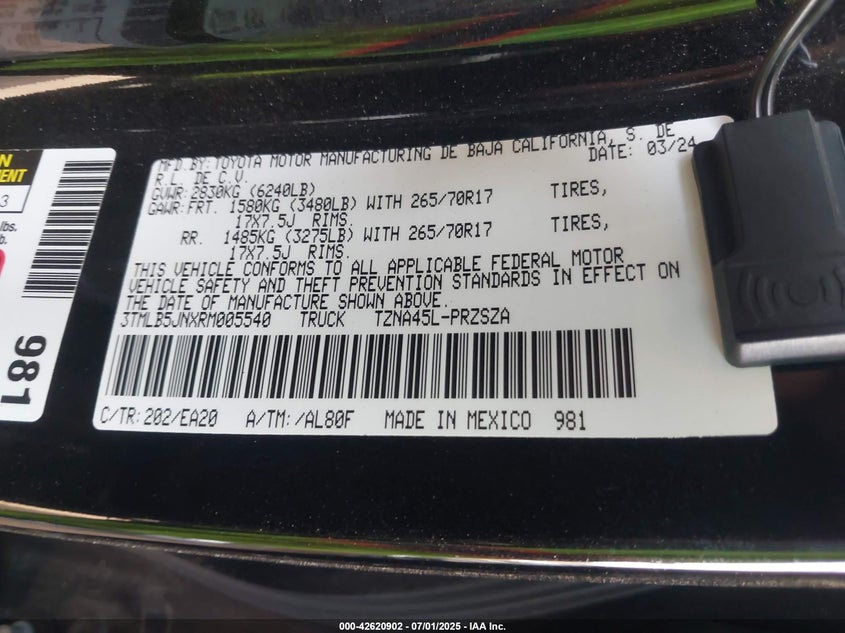 MFD.BY: TOYOTA MOTOR MANUFACTURING DE BAJA CALIFORNIA, S. DE
R.L. DE C.V. DATE: 03/24
GVWR: 2830KG (6240LB)
GAWR: FRT. 1580KG (3480LB) WITH 265/70R17 TIRES,
17X7.5J RIMS.
RR. 1485KG (3275LB) WITH 265/70R17 TIRES,
17X7.5J RIMS.
THIS VEHICLE CONFORMS TO ALL APPLICABLE FEDERAL MOTOR
VEHICLE SAFETY AND THEFT PREVENTION STANDARDS IN EFFECT ON
THE DATE OF MANUFACTURE SHOWN ABOVE.
3TMLB5JNXRM005540 TRUCK TZNA45L-PRZSZA
C/TR: 202/EA20 A/TM: /AL80F MADE IN MEXICO 981
3
lbs.
b.
981
000-42620902 / 07/01/2025 - IAA Inc.